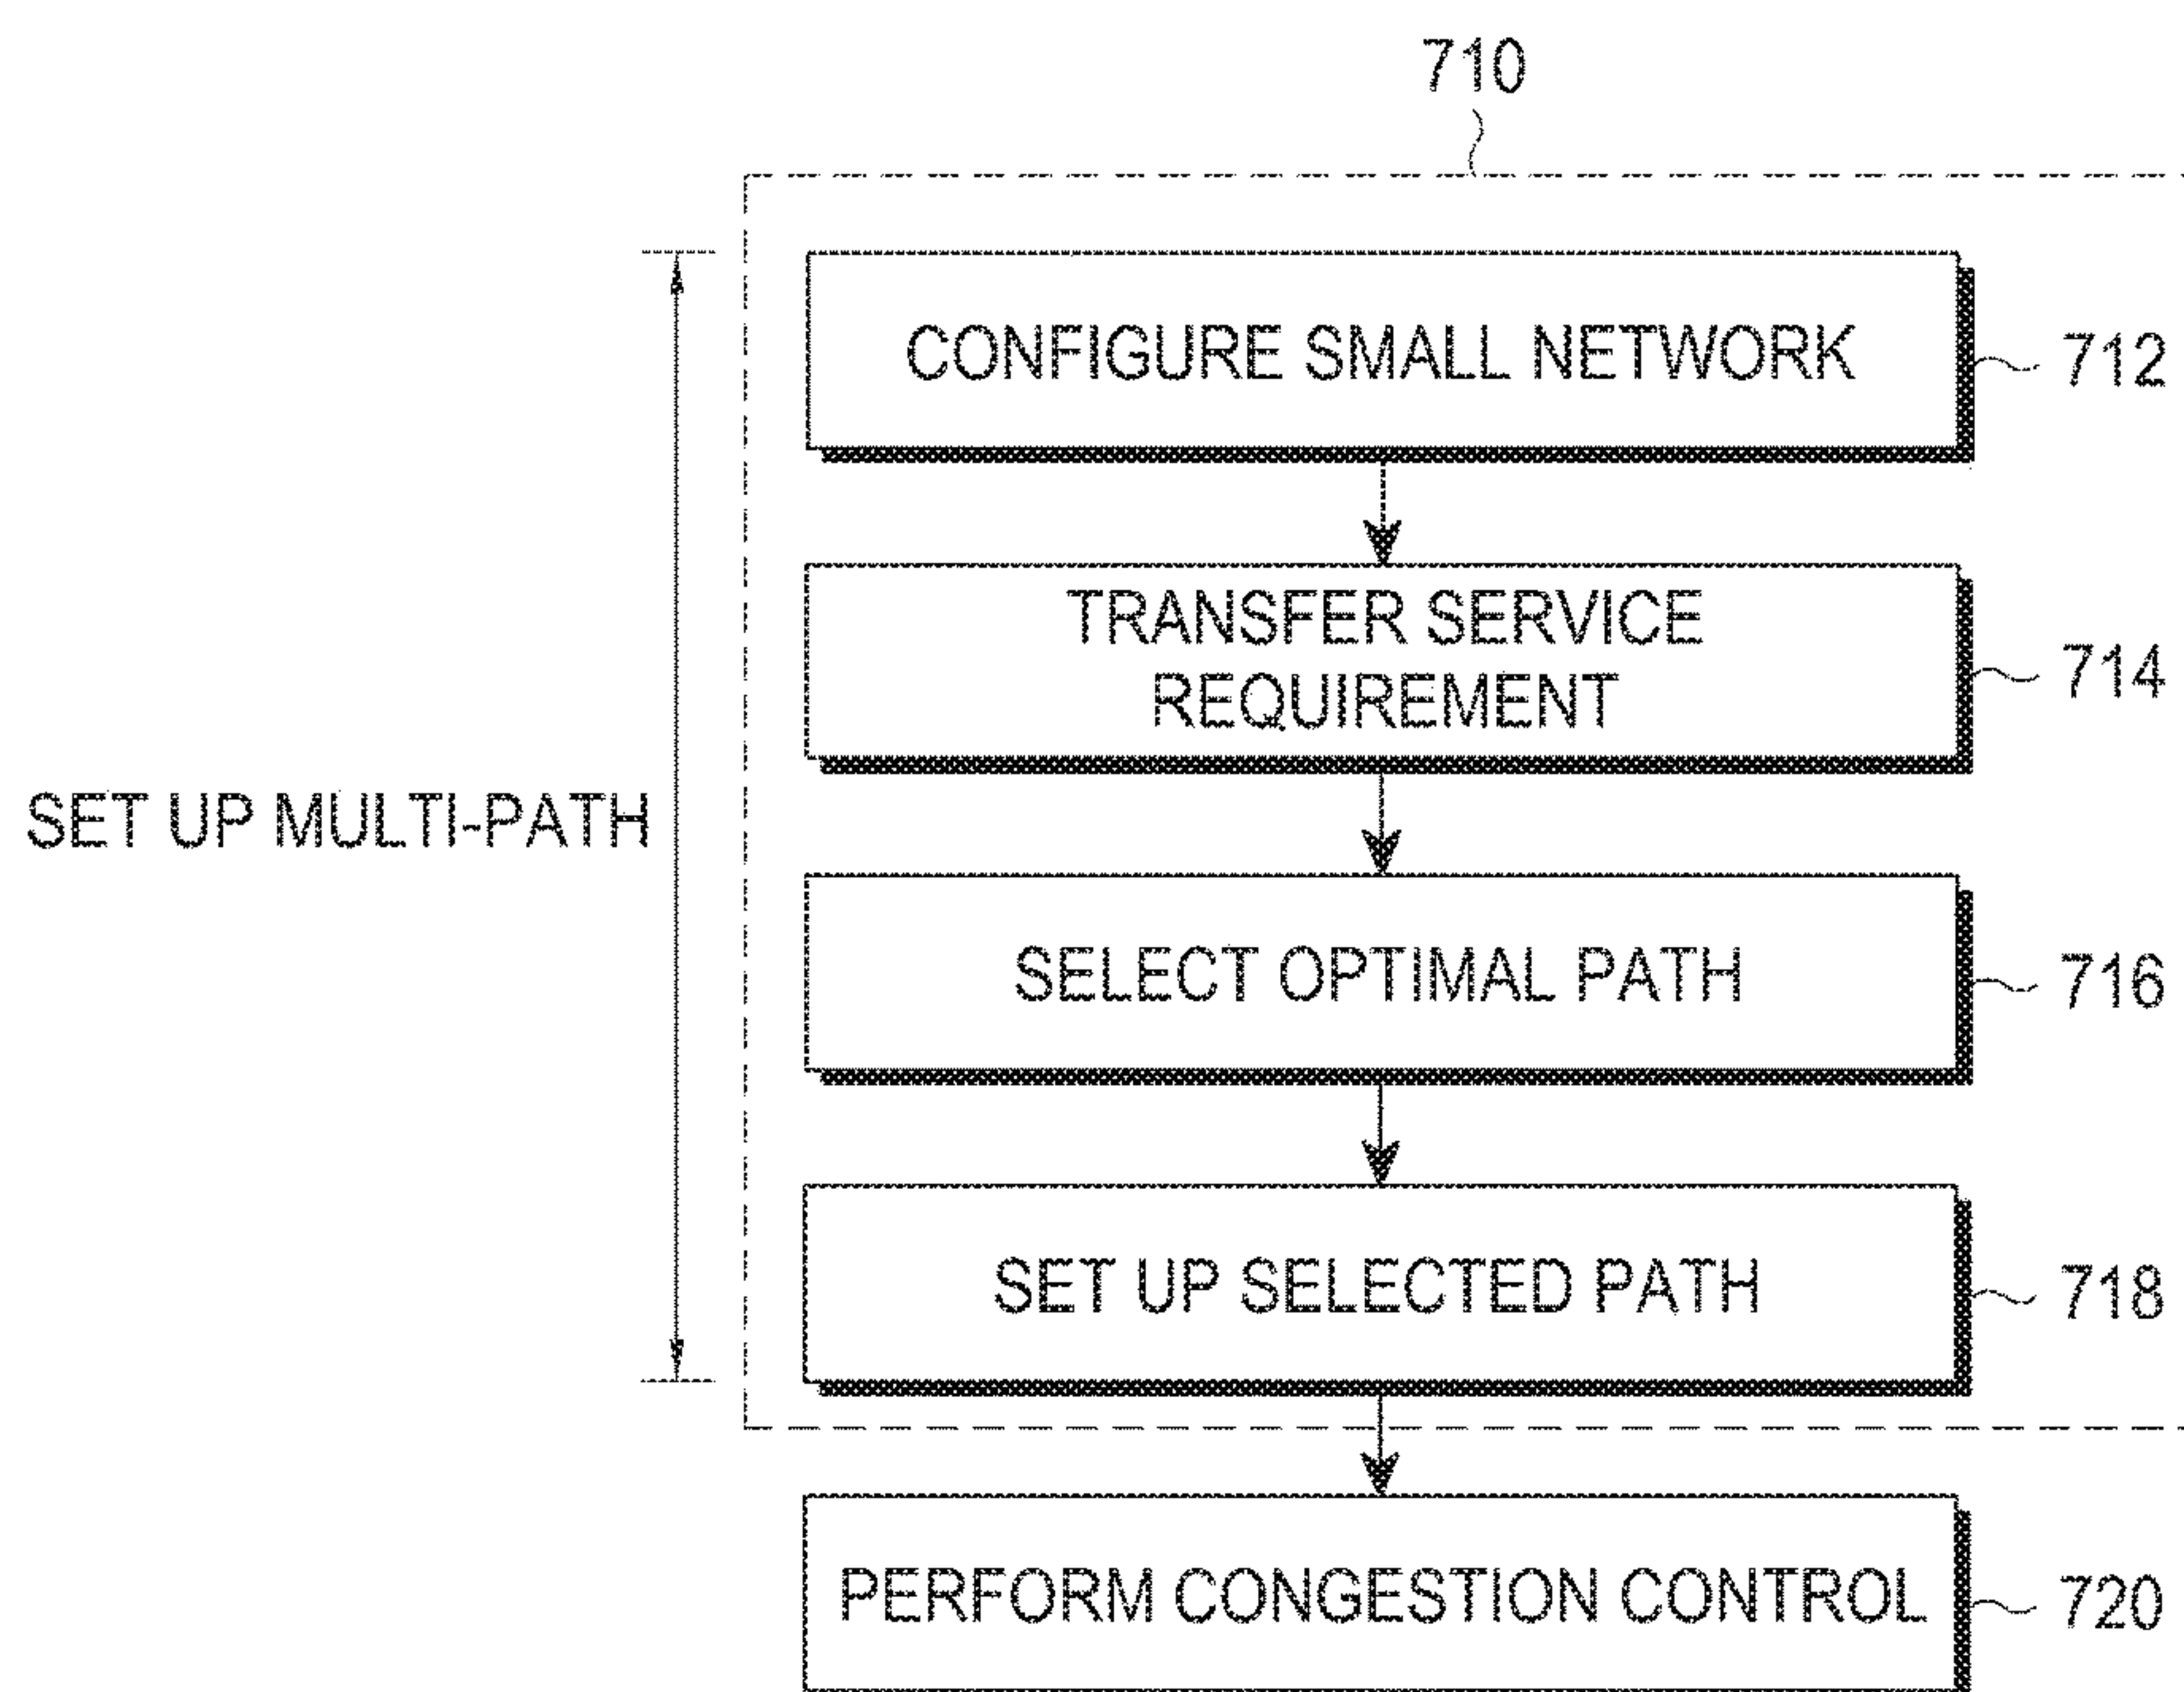 710
CONFIGURE SMALL NETWORK
712
TRANSFER SERVICE
REQUIREMENT
714
SET UP MULTI-PATH
SELECT OPTIMAL PATH
716
SET UP SELECTED PATH
718
PERFORM CONGESTION CONTROL
720